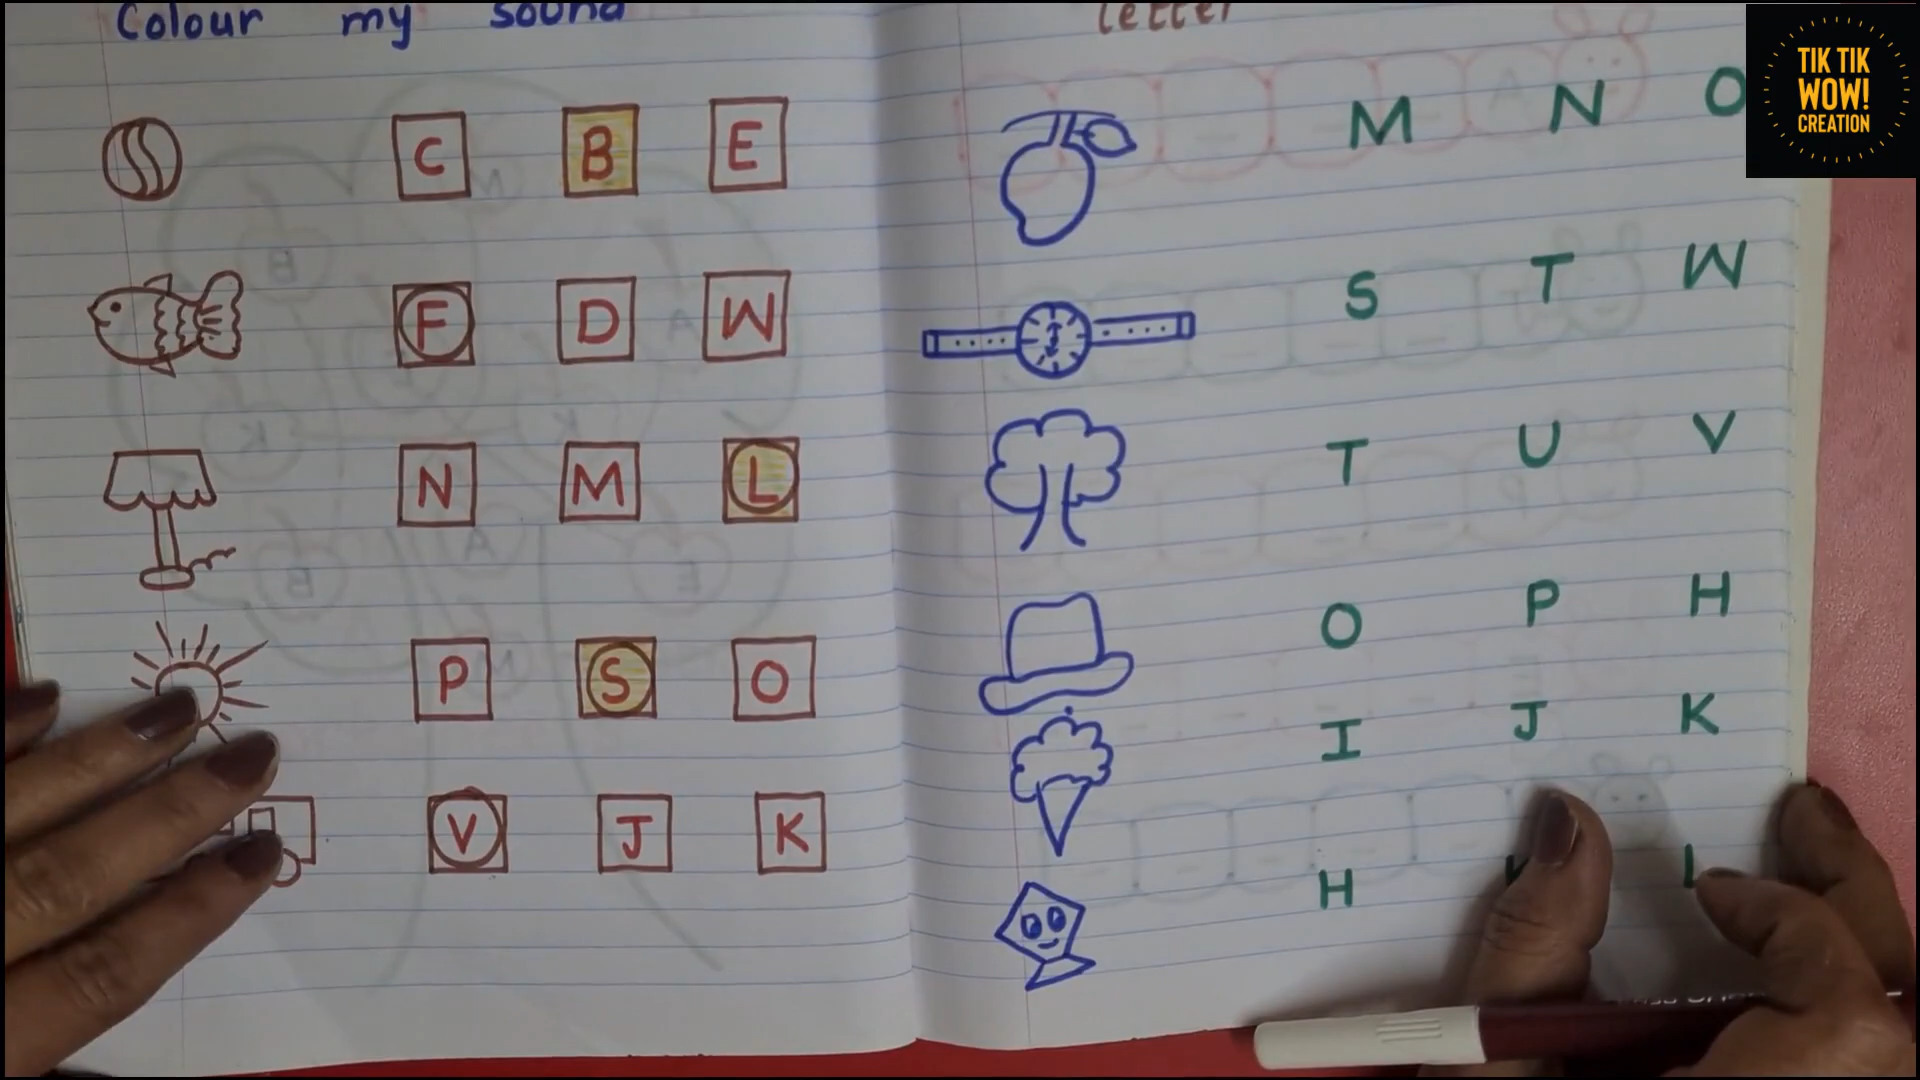 Colour my sound
C B E
F D W
N M L
P S O
V J K
letter
M N O
S T W
T U V
O P H
I J K
H
TIK TIK
WOW!
CREATION